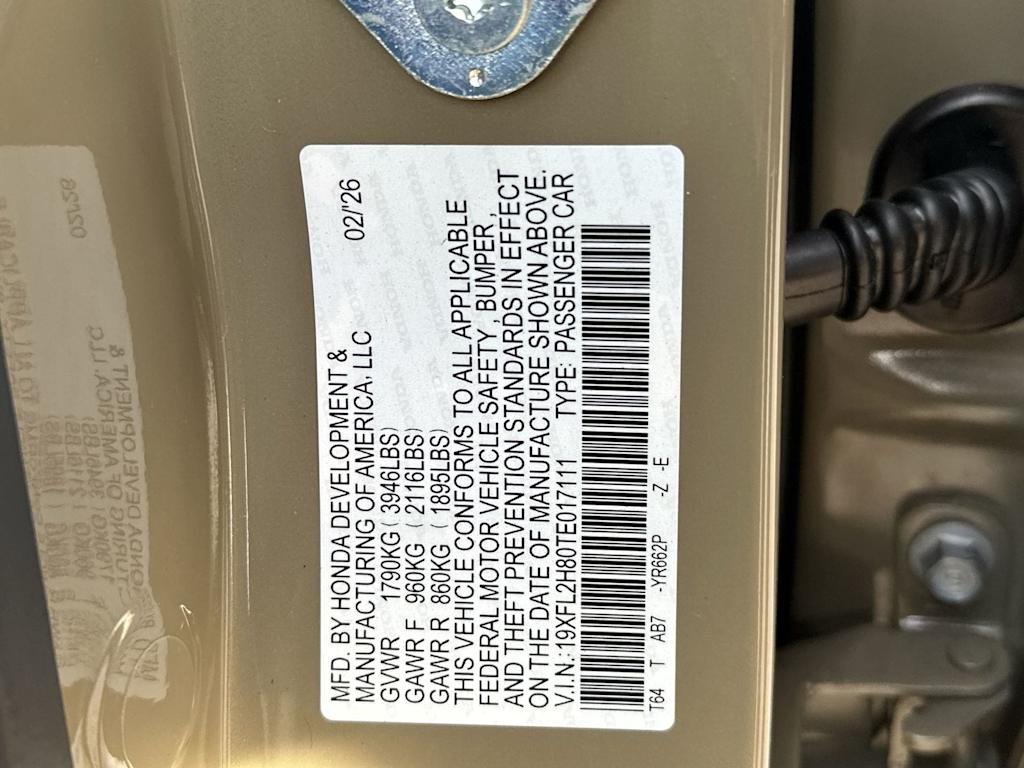 MFD. BY HONDA DEVELOPMENT &
MANUFACTURING OF AMERICA, LLC 02/'26
GVWR 1790KG ( 3946LBS)
GAWR F 960KG ( 2116LBS)
GAWR R 860KG ( 1895LBS)
THIS VEHICLE CONFORMS TO ALL APPLICABLE
FEDERAL MOTOR VEHICLE SAFETY, BUMPER,
AND THEFT PREVENTION STANDARDS IN EFFECT
ON THE DATE OF MANUFACTURE SHOWN ABOVE.
V.I.N.:19XFL2H80TE017111 TYPE: PASSENGER CAR
T64 T AB7 -YR662P -Z -E